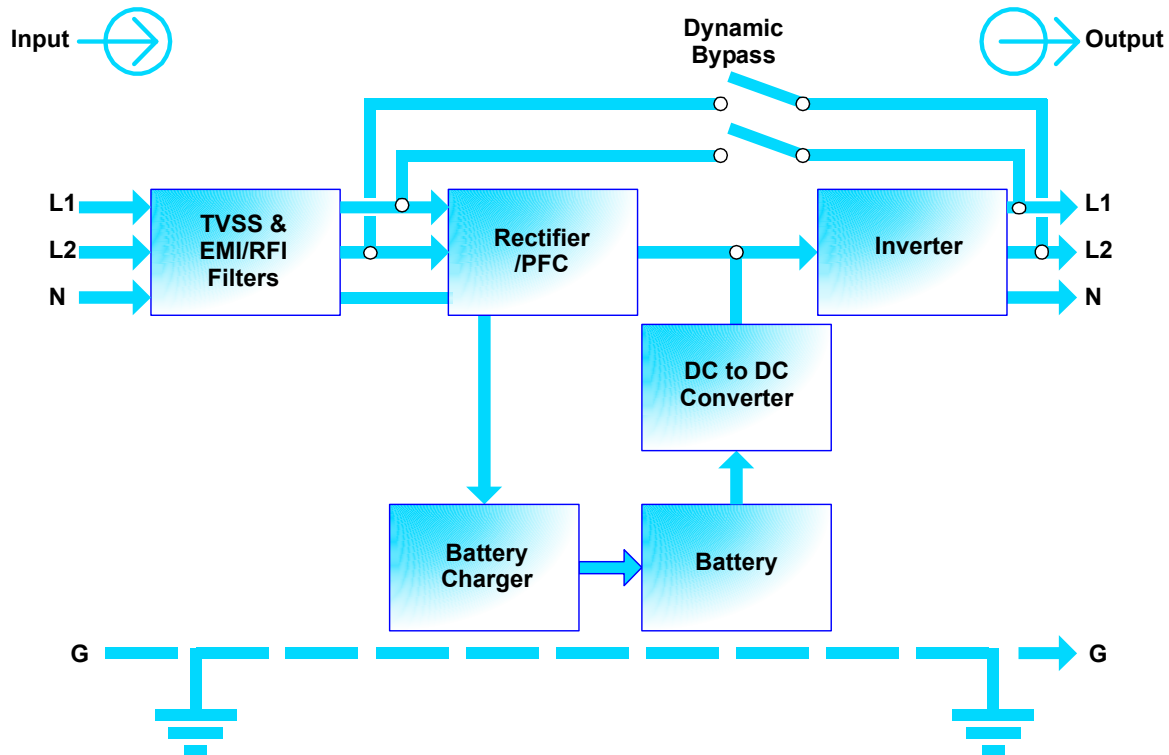 Input
Dynamic
Bypass
Output
L1
L2
N
TVSS &
EMI/RFI
Filters
Rectifier
/PFC
Inverter
L1
L2
N
DC to DC
Converter
Battery
Charger
Battery
G
G